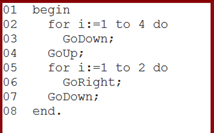 01 begin
02   for i:=1 to 4 do
03     GoDown;
04   GoUp;
05   for i:=1 to 2 do
06     GoRight;
07   GoDown;
08 end.